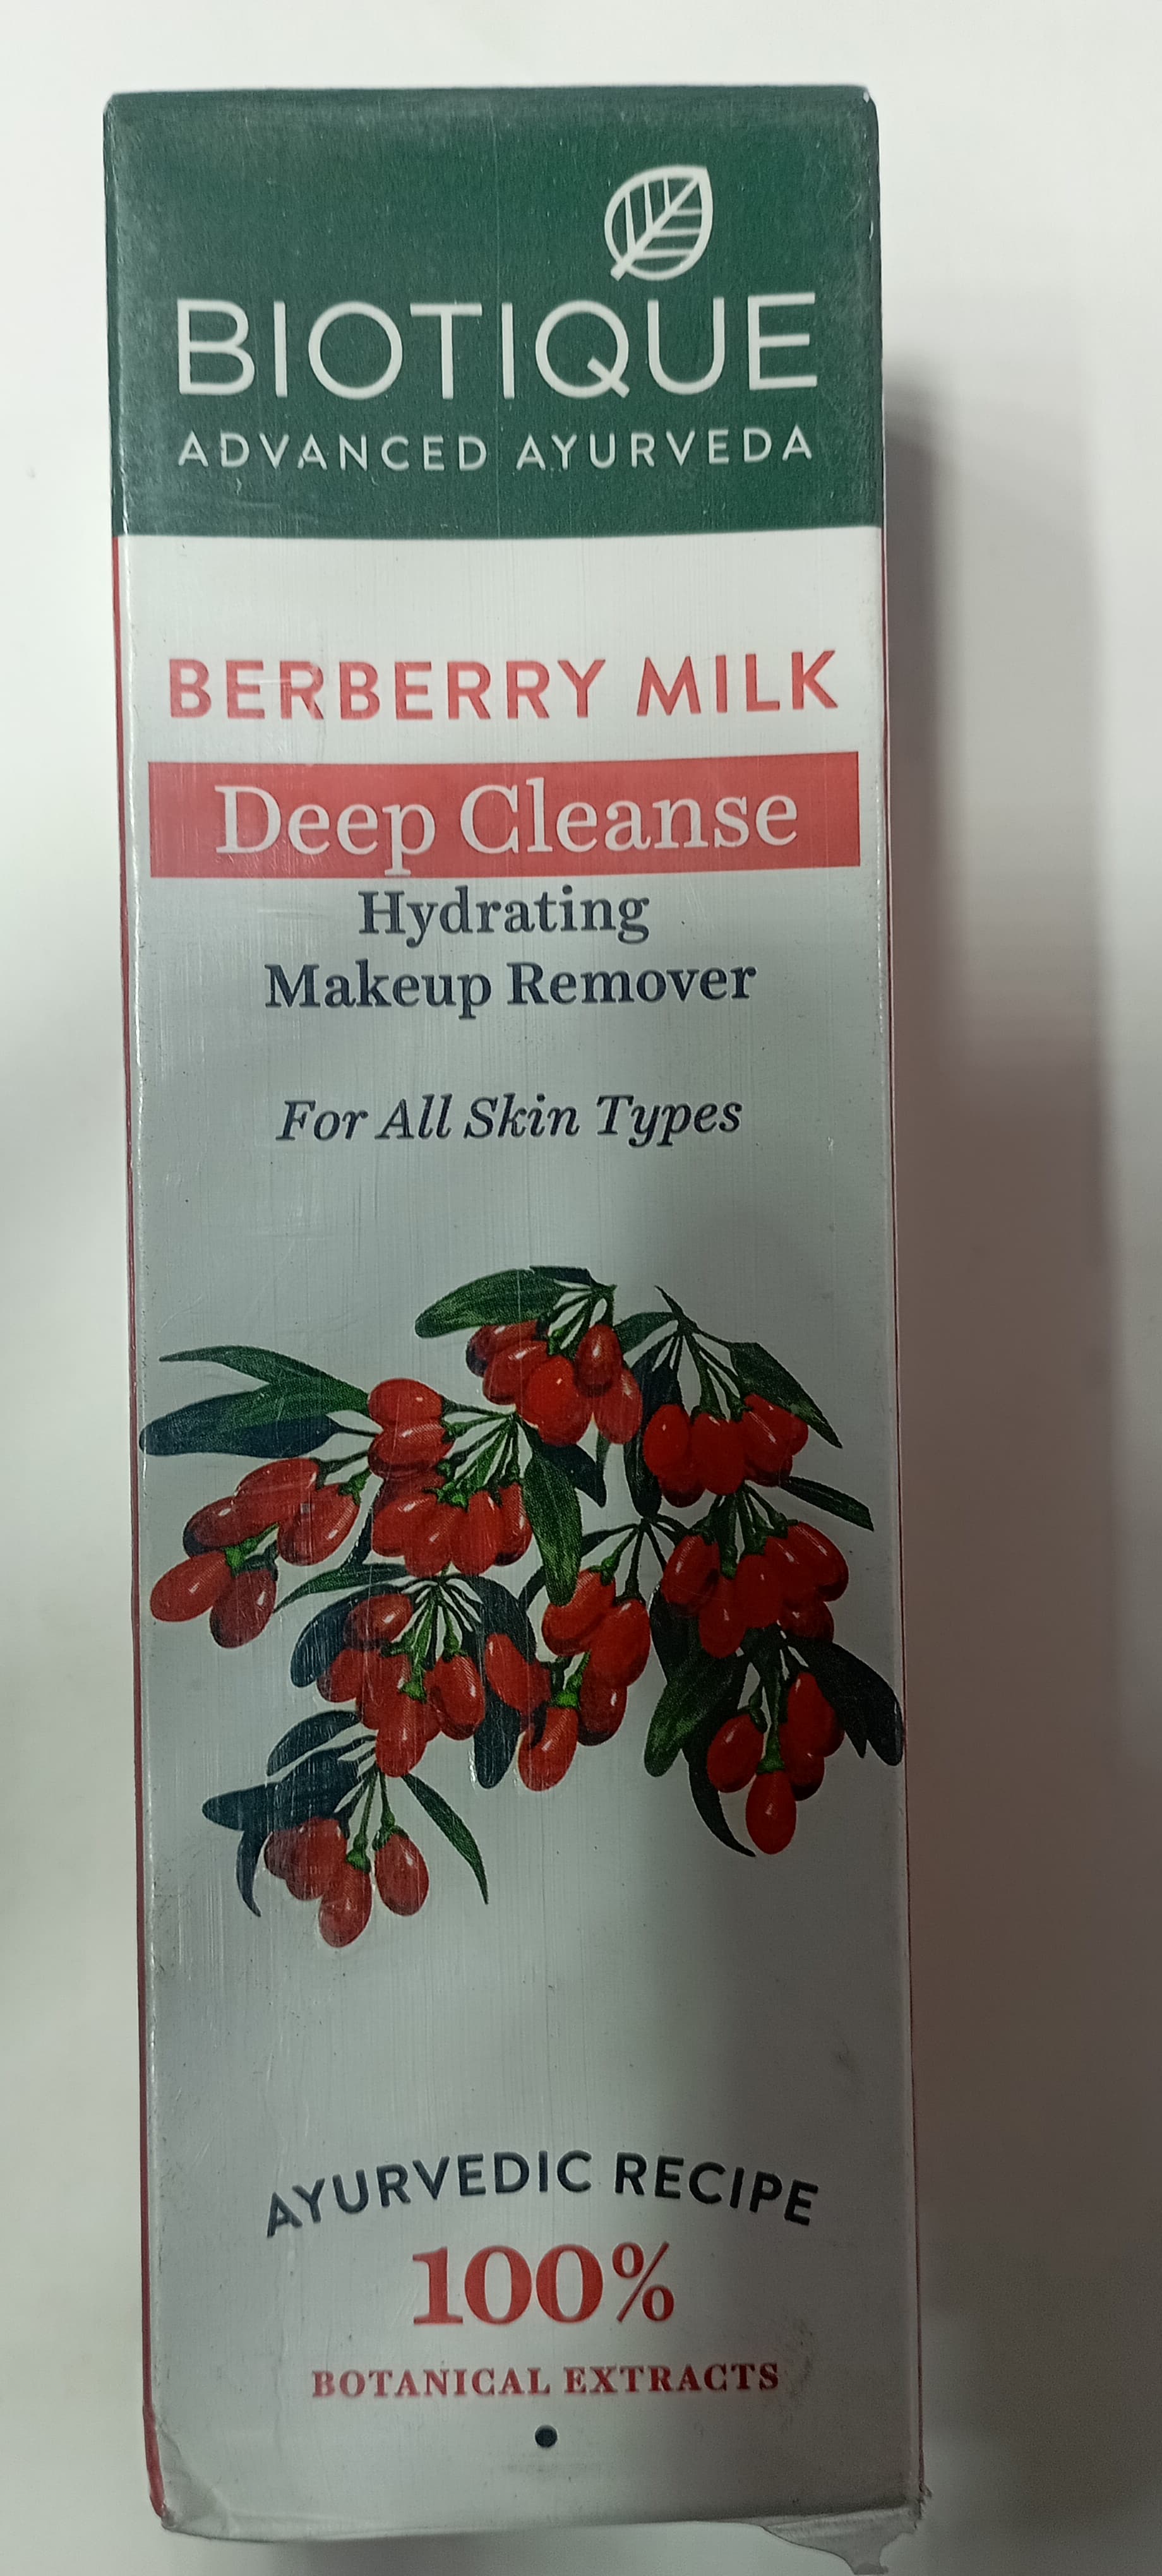 BIOTIQUE
ADVANCED AYURVEDA
BERBERRY MILK
Deep Cleanse
Hydrating
Makeup Remover
For All Skin Types
AYURVEDIC RECIPE
100%
BOTANICAL EXTRACTS